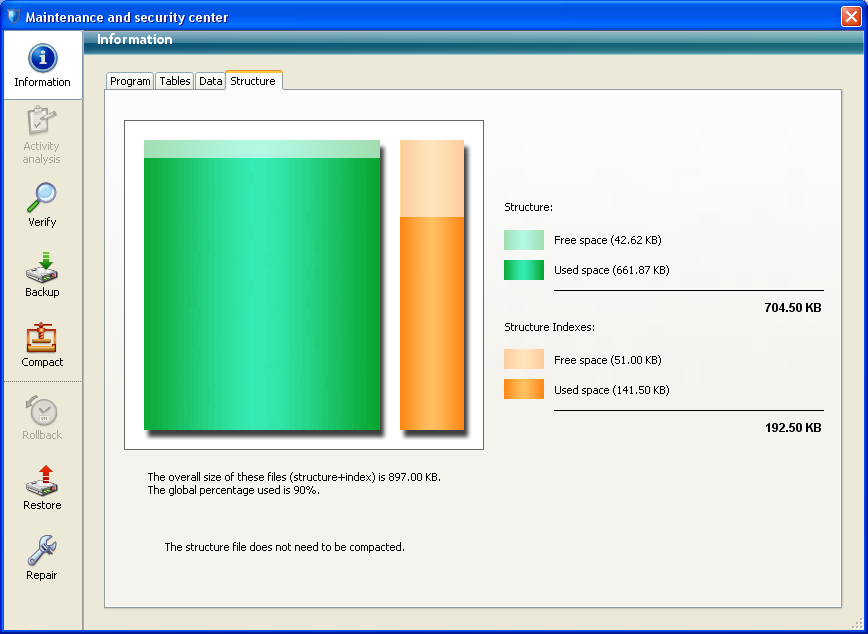 Maintenance and security center
Information
Information
Activity
analysis
Verify
Backup
Compact
Rollback
Restore
Repair
Program
Tables
Data
Structure
Structure:
Free space (42.62 KB)
Used space (661.87 KB)
704.50 KB
Structure Indexes:
Free space (51.00 KB)
Used space (141.50 KB)
192.50 KB
The overall size of these files (structure+index) is 897.00 KB.
The global percentage used is 90%.
The structure file does not need to be compacted.